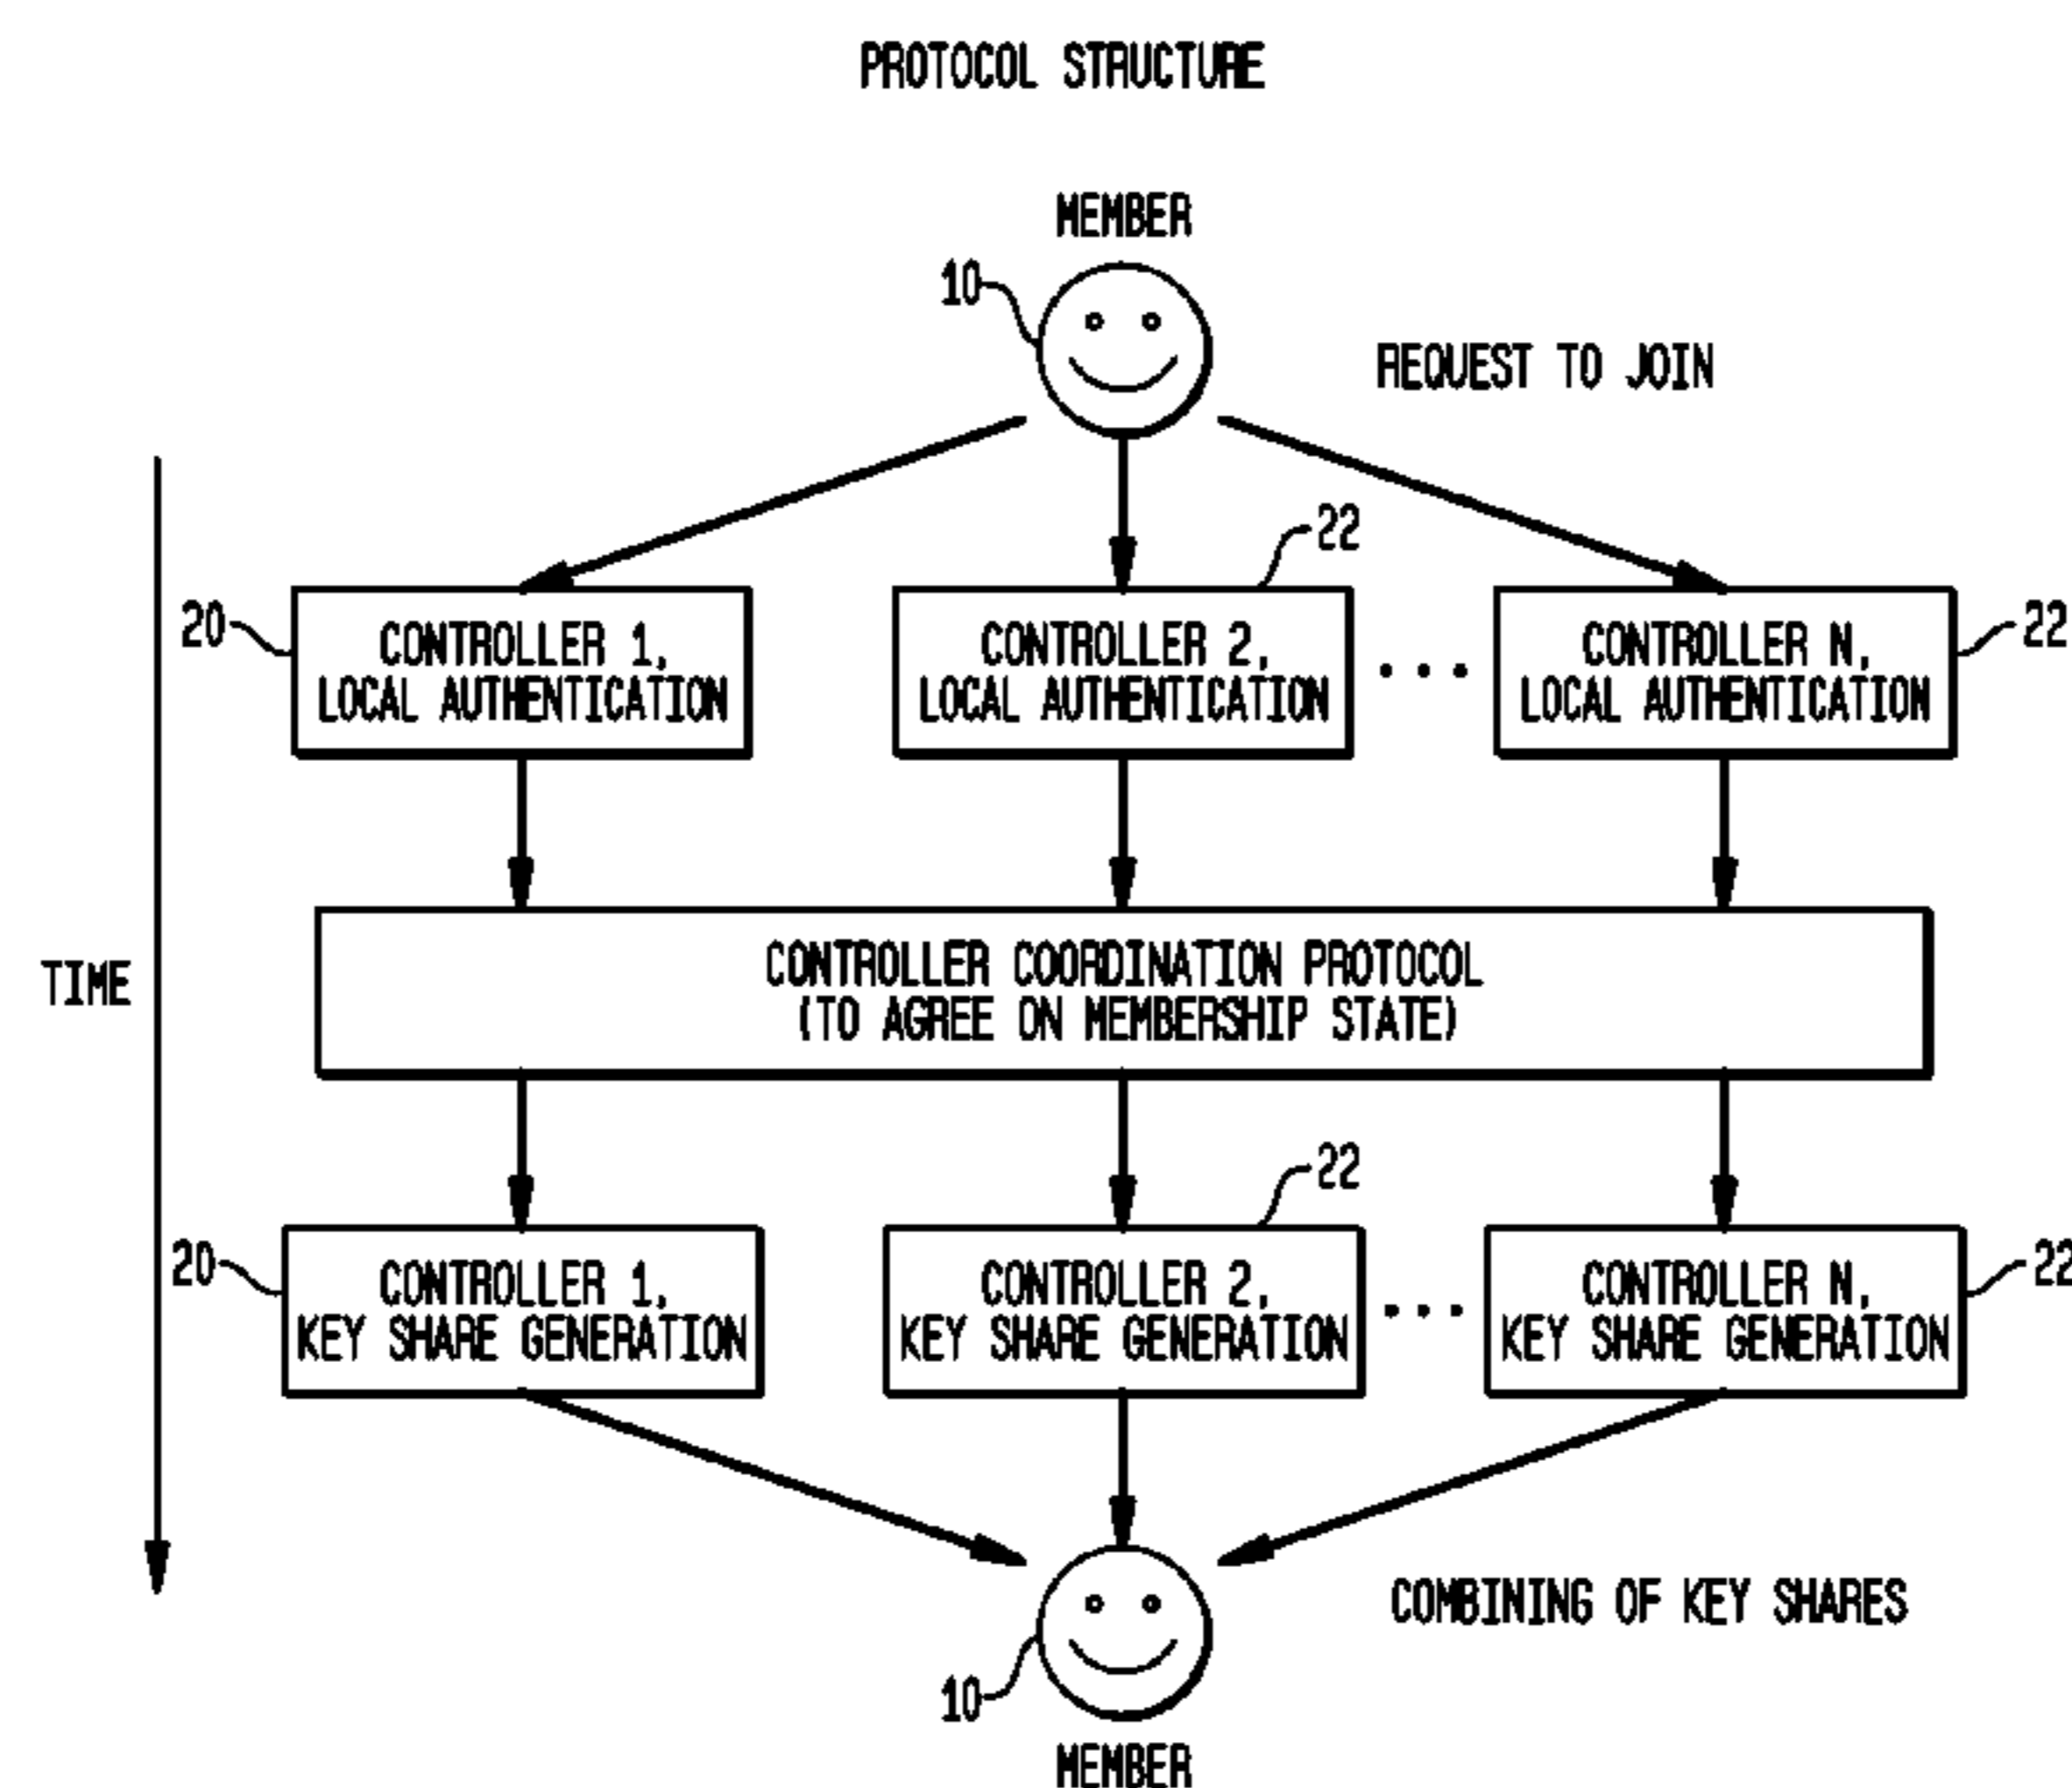 PROTOCOL STRUCTURE
MEMBER
10
REQUEST TO JOIN
22
20
CONTROLLER 1,
LOCAL AUTHENTICATION
CONTROLLER 2,
LOCAL AUTHENTICATION
...
CONTROLLER N,
LOCAL AUTHENTICATION
22
TIME
CONTROLLER COORDINATION PROTOCOL
(TO AGREE ON MEMBERSHIP STATE)
22
20
CONTROLLER 1,
KEY SHARE GENERATION
CONTROLLER 2,
KEY SHARE GENERATION
...
CONTROLLER N,
KEY SHARE GENERATION
22
COMBINING OF KEY SHARES
10
MEMBER